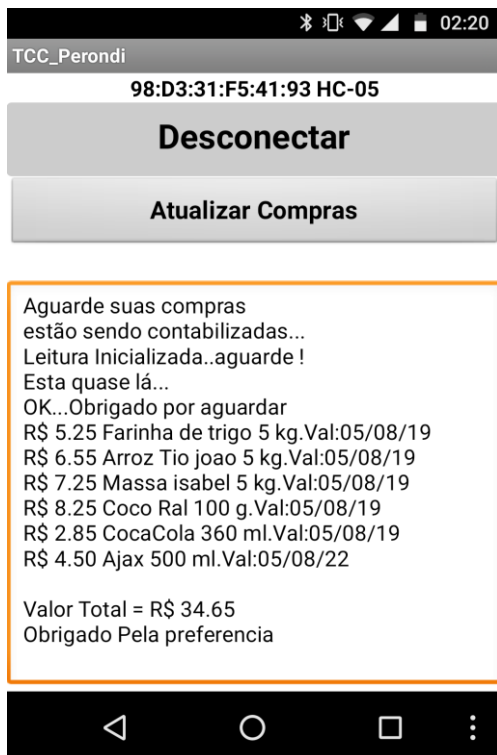 02:20
TCC_Perondi
98:D3:31:F5:41:93 HC-05
Desconectar
Atualizar Compras
Aguarde suas compras
estão sendo contabilizadas...
Leitura Inicializada..aguarde !
Esta quase lá...
OK...Obrigado por aguardar
R$ 5.25 Farinha de trigo 5 kg.Val:05/08/19
R$ 6.55 Arroz Tio joao 5 kg.Val:05/08/19
R$ 7.25 Massa isabel 5 kg.Val:05/08/19
R$ 8.25 Coco Ral 100 g.Val:05/08/19
R$ 2.85 CocaCola 360 ml.Val:05/08/19
R$ 4.50 Ajax 500 ml.Val:05/08/22
Valor Total = R$ 34.65
Obrigado Pela preferencia